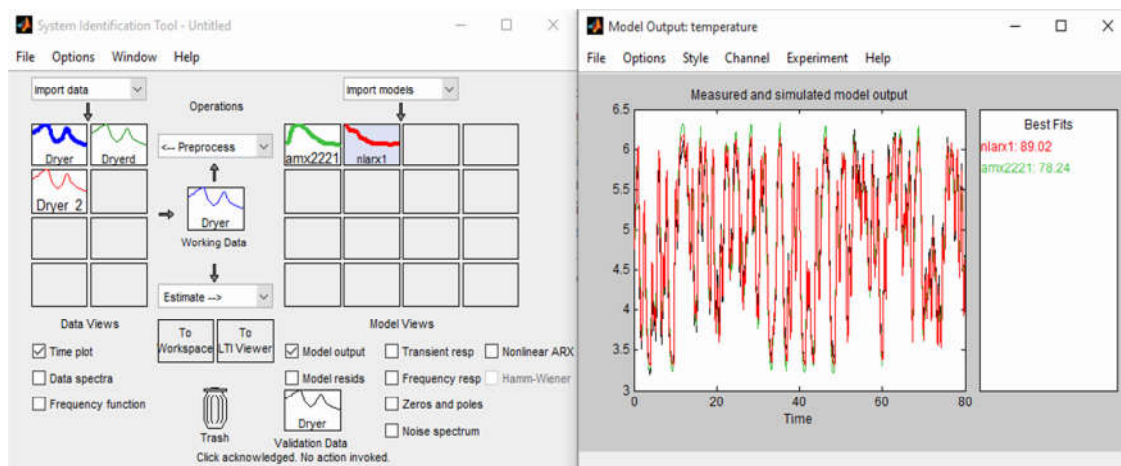 System Identification Tool - Untitled
File Options Window Help
Import data
Operations
Import models
Dryer
Dryerd
<-- Preprocess
amx2221
nlarx1
Dryer 2
Dryer
Working Data
Estimate -->
Data Views
To Workspace
To LTI Viewer
Model Views
Time plot
Model output
Transient resp
Nonlinear ARX
Data spectra
Model resids
Frequency resp
Hamm-Wiener
Frequency function
Dryer
Zeros and poles
Noise spectrum
Trash
Validation Data
Click acknowledged. No action invoked.
Model Output: temperature
File Options Style Channel Experiment Help
Measured and simulated model output
6.5
6
5.5
5
4.5
4
3.5
3
0 20 40 60 80
Time
Best Fits
nlarx1: 89.02
amx2221: 78.24